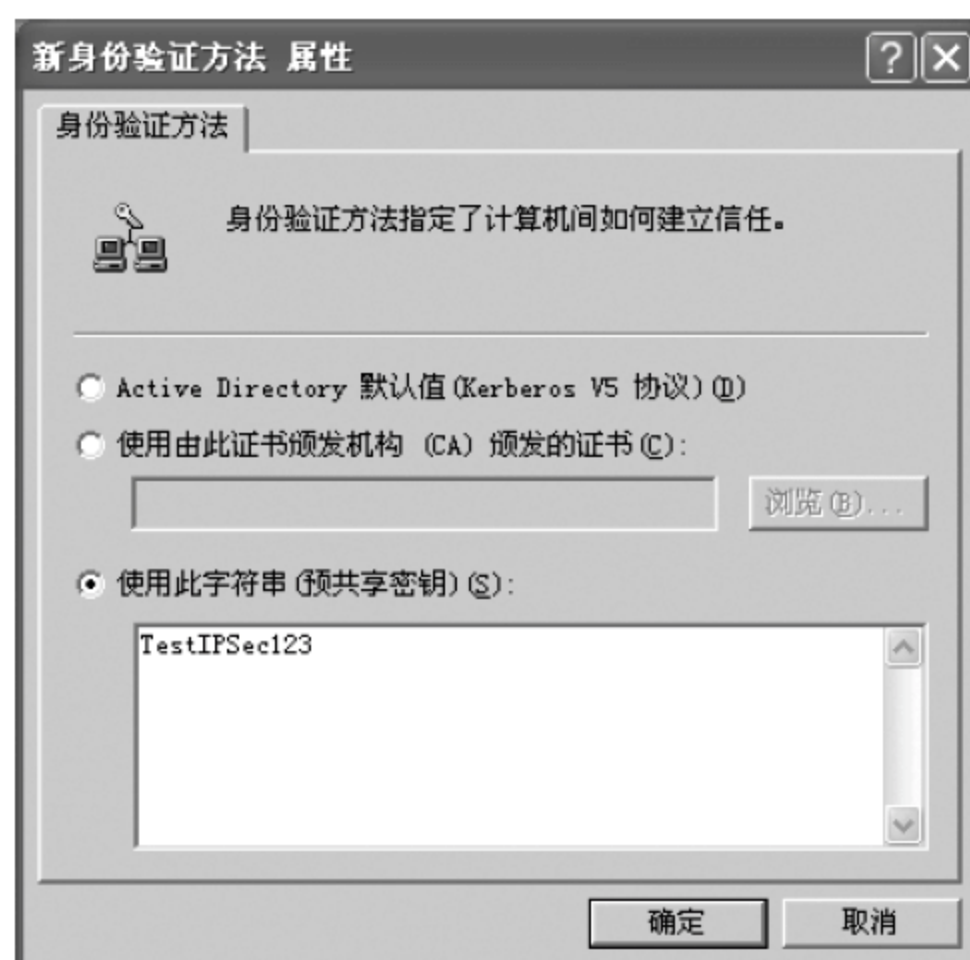 新身份验证方法 属性
身份验证方法
身份验证方法指定了计算机间如何建立信任。
Active Directory 默认值(Kerberos V5 协议)(D)
使用由此证书颁发机构 (CA) 颁发的证书(C):
浏览(B)...
使用此字符串(预共享密钥)(S):
TestIPSec123
确定 取消